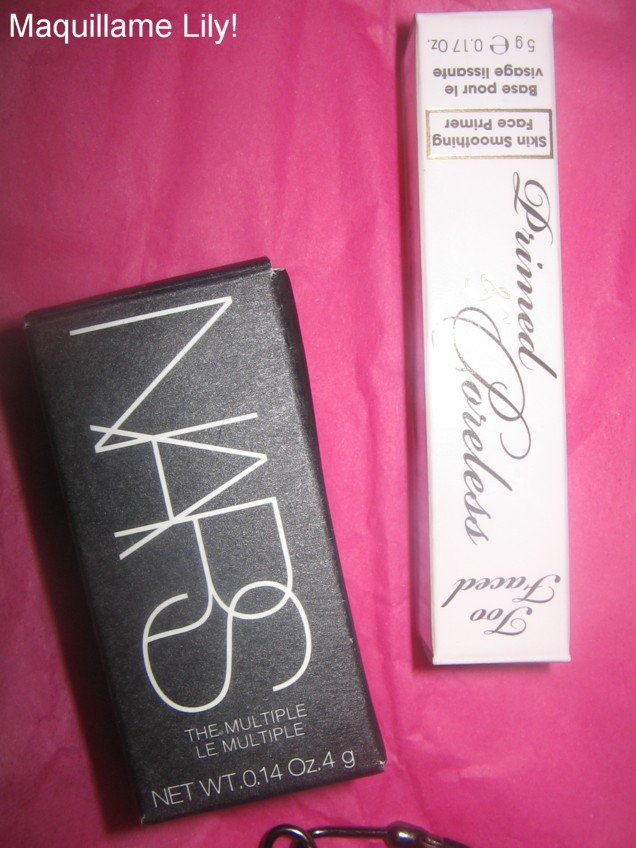 Maquillame Lily!
NARS
THE MULTIPLE
LE MULTIPLE
NET WT.0.14 Oz.4 g
Too
Faced
Primed
& Poreless
Skin Smoothing
Face Primer
Base pour le
visage lissante
5 g ℮ 0.17 Oz.